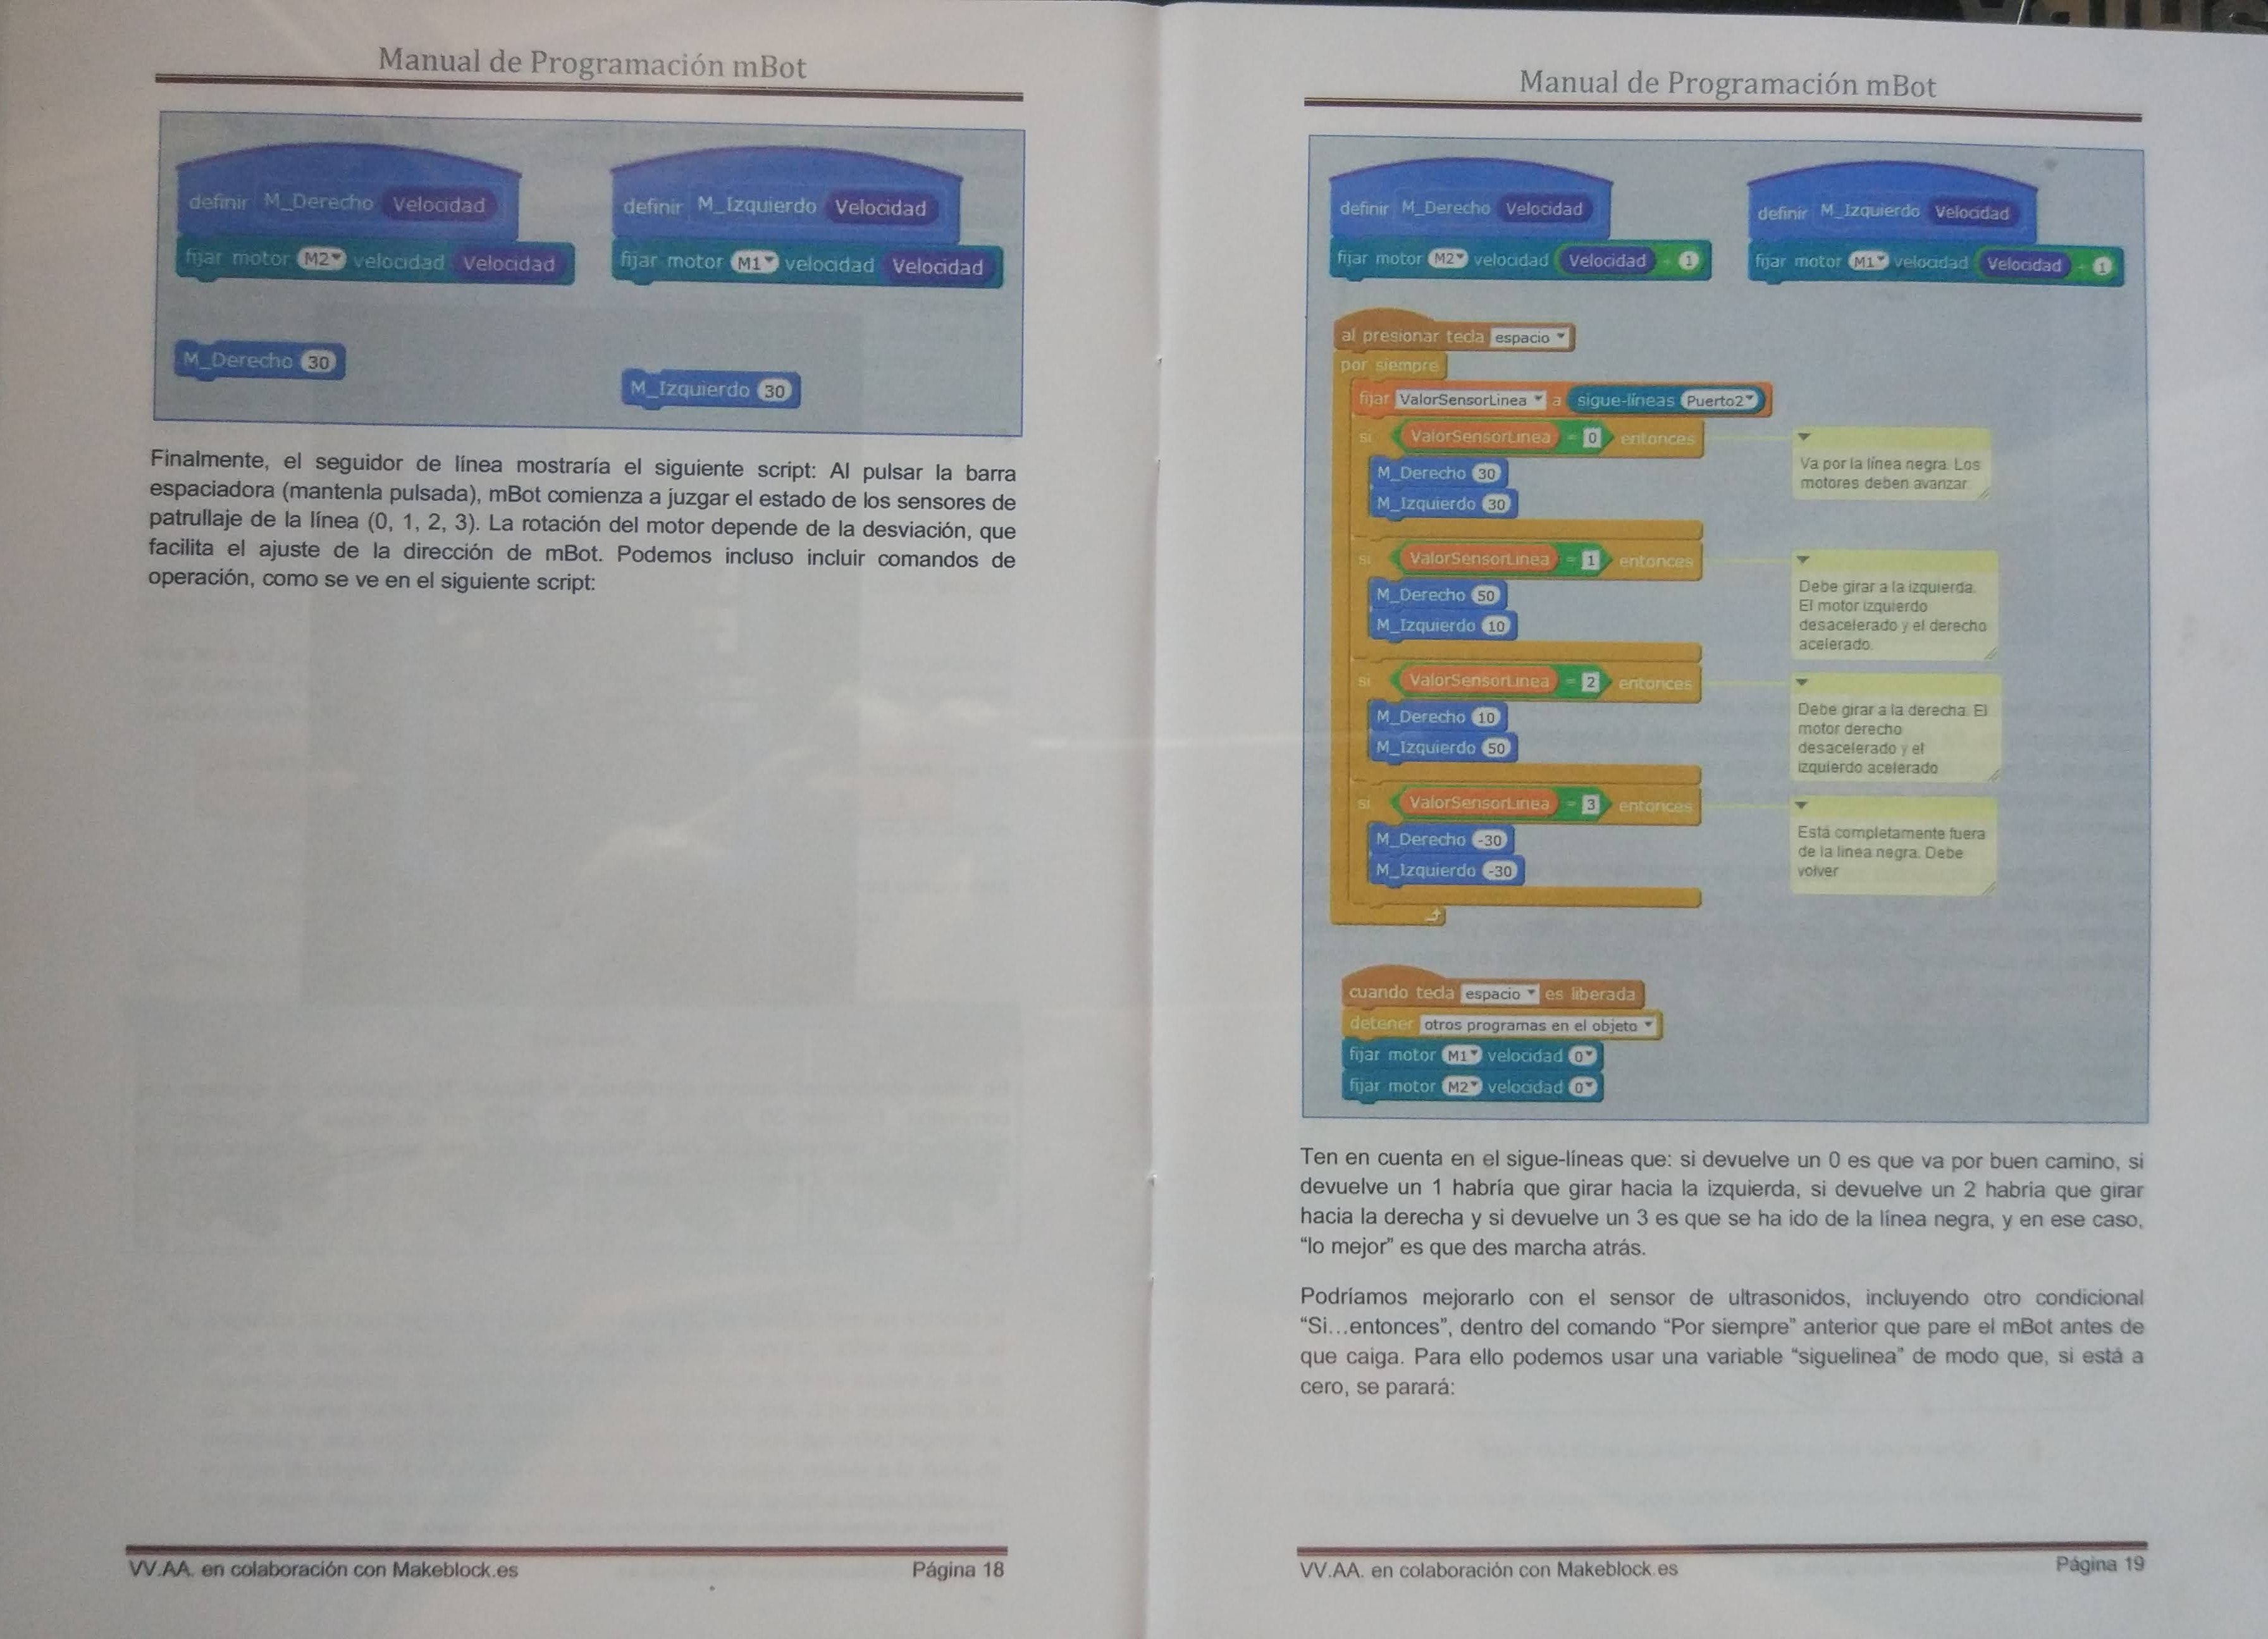 Manual de Programación mBot
definir M_Derecho Velocidad
fijar motor M2 velocidad Velocidad
definir M_Izquierdo Velocidad
fijar motor M1 velocidad Velocidad
M_Derecho 30
M_Izquierdo 30
Finalmente, el seguidor de línea mostraría el siguiente script: Al pulsar la barra
espaciadora (mantenla pulsada), mBot comienza a juzgar el estado de los sensores de
patrullaje de la línea (0, 1, 2, 3). La rotación del motor depende de la desviación, que
facilita el ajuste de la dirección de mBot. Podemos incluso incluir comandos de
operación, como se ve en el siguiente script:
VV.AA. en colaboración con Makeblock.es Página 18
Manual de Programación mBot
definir M_Derecho Velocidad
fijar motor M2 velocidad Velocidad 1
definir M_Izquierdo Velocidad
fijar motor M1 velocidad Velocidad 1
al presionar tecla espacio
por siempre
fijar ValorSensorLinea a sigue-líneas Puerto2
si ValorSensorLinea = 0 entonces
M_Derecho 30
M_Izquierdo 30
Va por la línea negra. Los
motores deben avanzar
si ValorSensorLinea = 1 entonces
M_Derecho 50
M_Izquierdo 10
Debe girar a la izquierda.
El motor izquierdo
desacelerado y el derecho
acelerado.
si ValorSensorLinea = 2 entonces
M_Derecho 10
M_Izquierdo 50
Debe girar a la derecha. El
motor derecho
desacelerado y el
izquierdo acelerado
si ValorSensorLinea = 3 entonces
M_Derecho -30
M_Izquierdo -30
Está completamente fuera
de la línea negra. Debe
volver
cuando tecla espacio es liberada
detener otros programas en el objeto
fijar motor M1 velocidad 0
fijar motor M2 velocidad 0
Ten en cuenta en el sigue-líneas que: si devuelve un 0 es que va por buen camino, si
devuelve un 1 habría que girar hacia la izquierda, si devuelve un 2 habría que girar
hacia la derecha y si devuelve un 3 es que se ha ido de la línea negra, y en ese caso,
“lo mejor” es que des marcha atrás.
Podríamos mejorarlo con el sensor de ultrasonidos, incluyendo otro condicional
“Si…entonces”, dentro del comando “Por siempre” anterior que pare el mBot antes de
que caiga. Para ello podemos usar una variable “siguelinea” de modo que, si está a
cero, se parará:
VV.AA. en colaboración con Makeblock.es Página 19